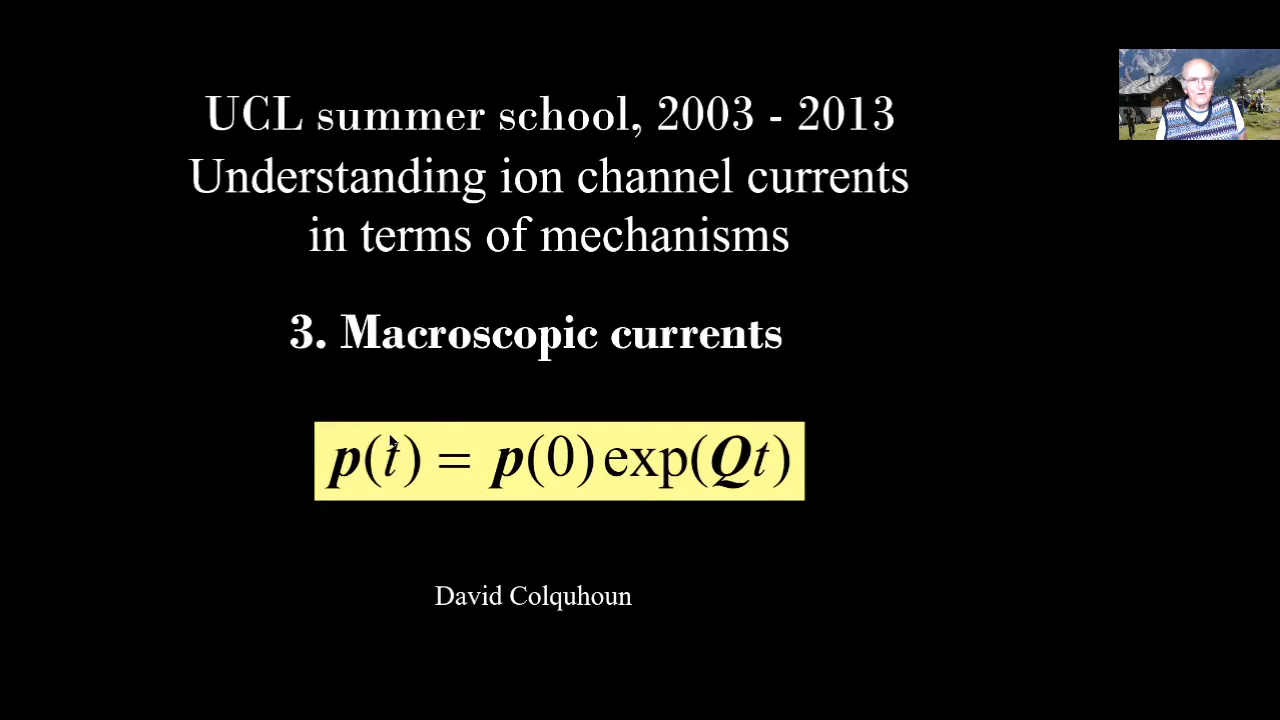 UCL summer school, 2003 - 2013
Understanding ion channel currents
in terms of mechanisms
3. Macroscopic currents
p(t) = p(0) exp(Qt)
David Colquhoun